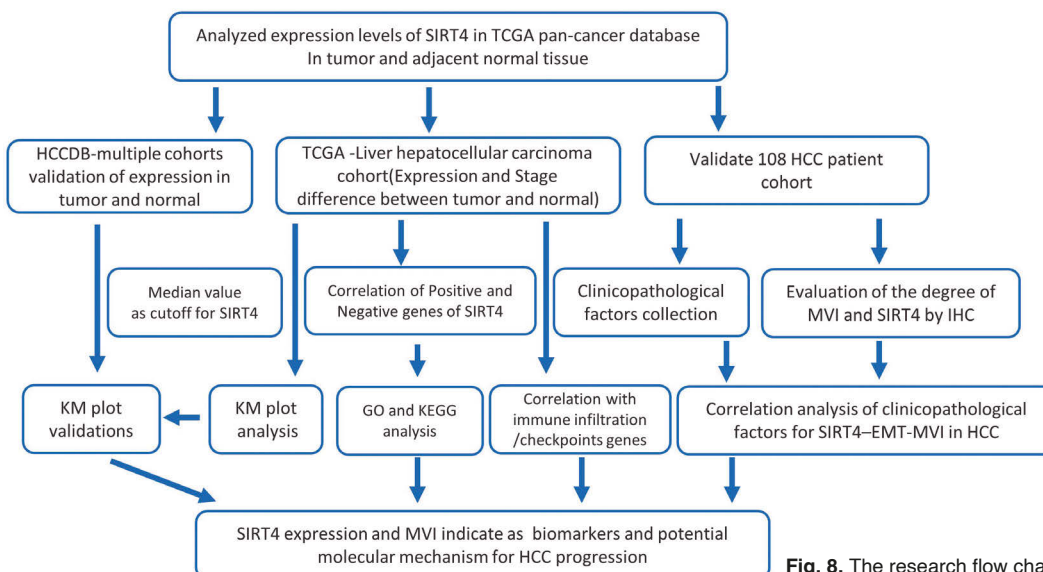 Analyzed expression levels of SIRT4 in TCGA pan-cancer database
In tumor and adjacent normal tissue
HCCDB-multiple cohorts
validation of expression in
tumor and normal
TCGA -Liver hepatocellular carcinoma
cohort(Expression and Stage
difference between tumor and normal)
Validate 108 HCC patient
cohort
Median value
as cutoff for SIRT4
Correlation of Positive and
Negative genes of SIRT4
Clinicopathological
factors collection
Evaluation of the degree of
MVI and SIRT4 by IHC
KM plot
validations
KM plot
analysis
GO and KEGG
analysis
Correlation with
immune infiltration
/checkpoints genes
Correlation analysis of clinicopathological
factors for SIRT4–EMT-MVI in HCC
SIRT4 expression and MVI indicate as biomarkers and potential
molecular mechanism for HCC progression
Fig. 8. The research flow